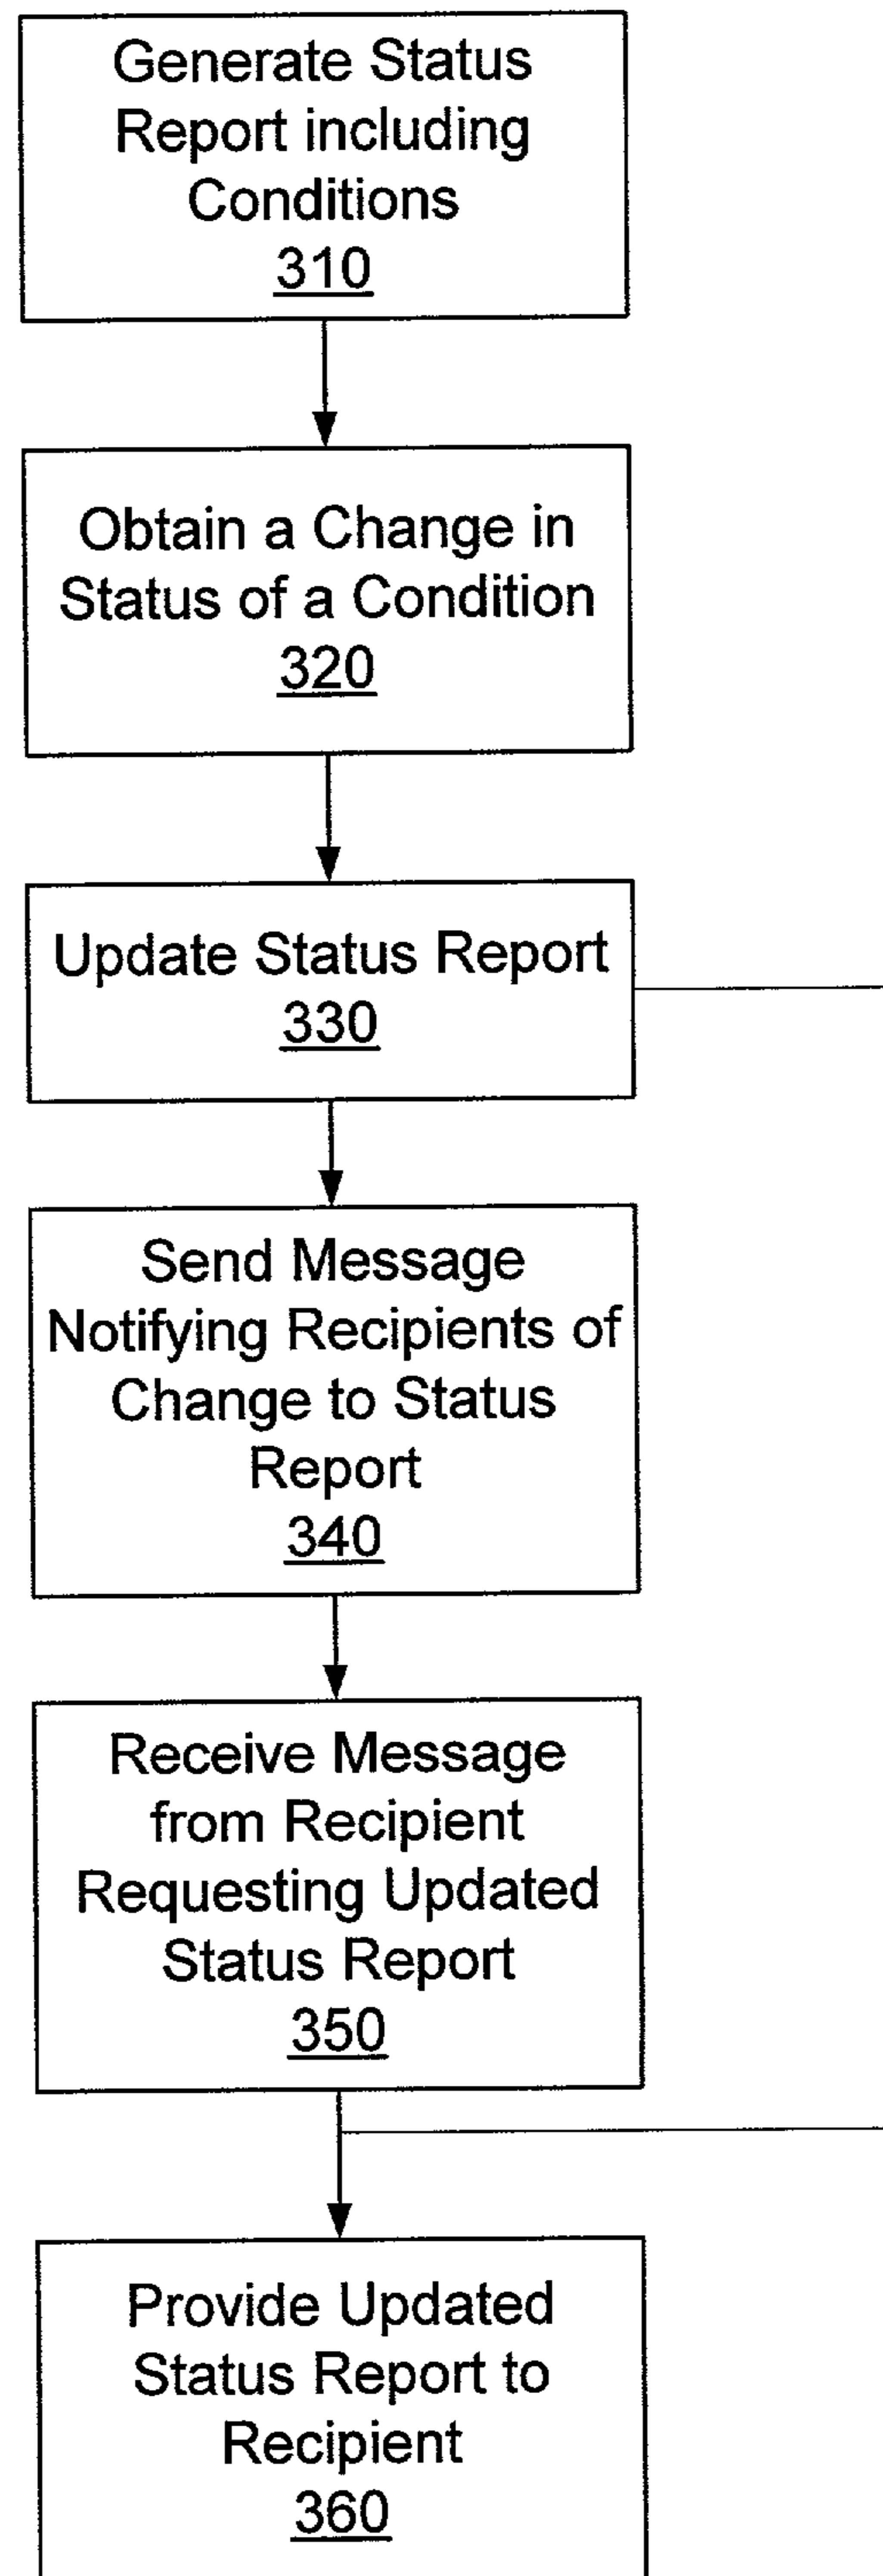 Generate Status
Report including
Conditions
310
Obtain a Change in
Status of a Condition
320
Update Status Report
330
Send Message
Notifying Recipients of
Change to Status
Report
340
Receive Message
from Recipient
Requesting Updated
Status Report
350
Provide Updated
Status Report to
Recipient
360